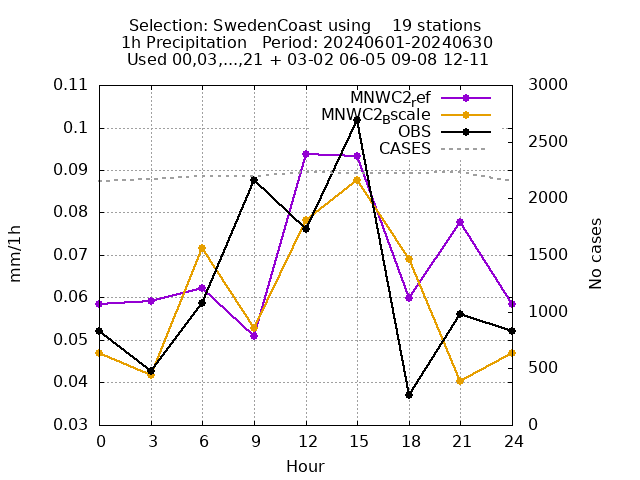 Selection: SwedenCoast using    19 stations
1h Precipitation   Period: 20240601-20240630
Used 00,03,...,21 + 03-02 06-05 09-08 12-11
MNWC2_ref
MNWC2_Bscale
OBS
CASES
0.11
0.1
0.09
0.08
0.07
0.06
0.05
0.04
0.03
3000
2500
2000
1500
1000
500
0
mm/1h
No cases
0 3 6 9 12 15 18 21 24
Hour